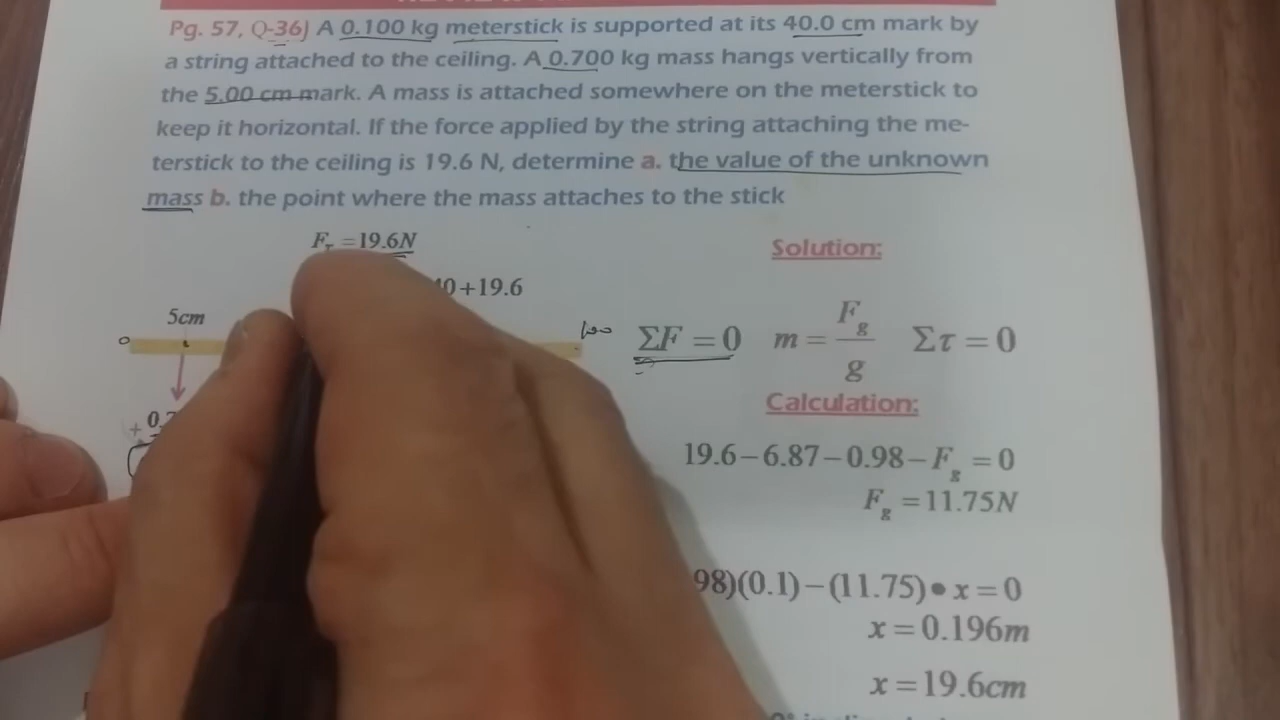 Pg. 57, Q-36) A 0.100 kg meterstick is supported at its 40.0 cm mark by
a string attached to the ceiling. A 0.700 kg mass hangs vertically from
the 5.00 cm mark. A mass is attached somewhere on the meterstick to
keep it horizontal. If the force applied by the string attaching the me-
terstick to the ceiling is 19.6 N, determine a. the value of the unknown
mass b. the point where the mass attaches to the stick
F_T = 19.6N
Solution:
+19.6
5cm
0
100
ΣF = 0 m = F_g / g Στ = 0
Calculation:
19.6 − 6.87 − 0.98 − F_g = 0
F_g = 11.75N
98)(0.1) − (11.75) • x = 0
x = 0.196m
x = 19.6cm